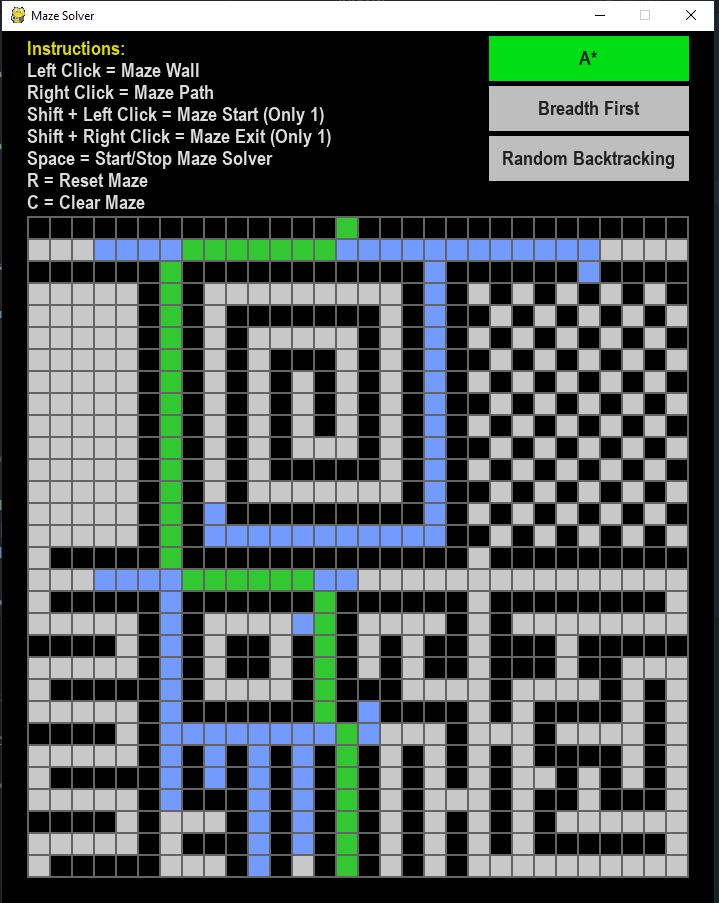 Maze Solver
Instructions:
Left Click = Maze Wall
Right Click = Maze Path
Shift + Left Click = Maze Start (Only 1)
Shift + Right Click = Maze Exit (Only 1)
Space = Start/Stop Maze Solver
R = Reset Maze
C = Clear Maze
A*
Breadth First
Random Backtracking